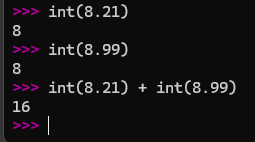 >>> int(8.21)
8
>>> int(8.99)
8
>>> int(8.21) + int(8.99)
16
>>>